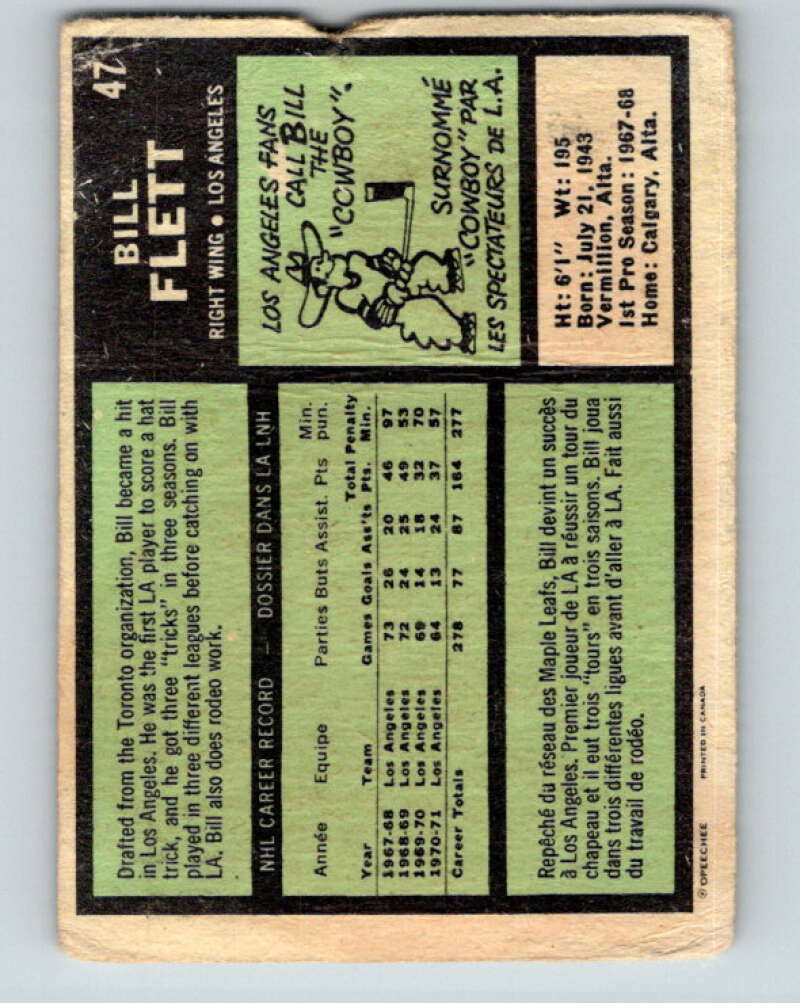 47
BILL
FLETT
RIGHT WING • LOS ANGELES
LOS ANGELES FANS
CALL BILL
THE
"COWBOY".
SURNOMMÉ
"COWBOY" PAR
LES SPECTATEURS DE L.A.
Ht: 6'1" Wt: 195
Born: July 21, 1943
Vermillion, Alta.
1st Pro Season: 1967-68
Home: Calgary, Alta.
Drafted from the Toronto organization, Bill became a hit
in Los Angeles. He was the first LA player to score a hat
trick, and he got three "tricks" in three seasons. Bill
played in three different leagues before catching on with
LA. Bill also does rodeo work.
NHL CAREER RECORD — DOSSIER DANS LA LNH
Min.
Année Equipe Parties Buts Assist. Pts pun.
Total Penalty
Year Team Games Goals Ass'ts Pts. Min.
1967-68 Los Angeles 73 26 20 46 97
1968-69 Los Angeles 72 24 25 49 53
1969-70 Los Angeles 69 14 18 32 70
1970-71 Los Angeles 64 13 24 37 57
Career Totals 278 77 87 164 277
Repêché du réseau des Maple Leafs, Bill devint un succès
à Los Angeles. Premier joueur de LA à réussir un tour du
chapeau et il eut trois "tours" en trois saisons. Bill joua
dans trois différentes ligues avant d'aller à LA. Fait aussi
du travail de rodéo.
© OPEECHEE PRINTED IN CANADA